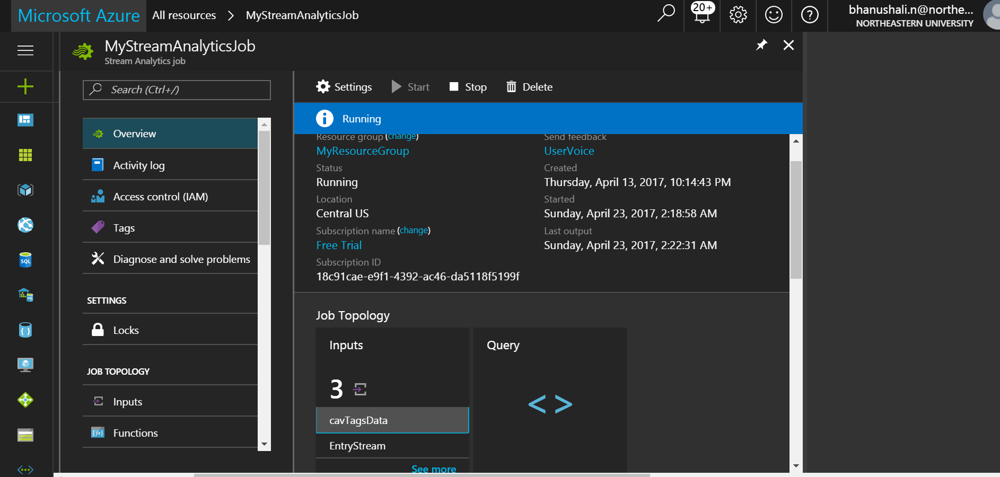 Microsoft Azure All resources > MyStreamAnalyticsJob 20+ bhanushali.n@northe...
NORTHEASTERN UNIVERSITY
MyStreamAnalyticsJob
Stream Analytics job
Search (Ctrl+/)
Overview
Activity log
Access control (IAM)
Tags
Diagnose and solve problems
SETTINGS
Locks
JOB TOPOLOGY
Inputs
Functions
Settings Start Stop Delete
Running
Resource group (change)
MyResourceGroup
Status
Running
Location
Central US
Subscription name (change)
Free Trial
Subscription ID
18c91cae-e9f1-4392-ac46-da5118f5199f
Send feedback
UserVoice
Created
Thursday, April 13, 2017, 10:14:43 PM
Started
Sunday, April 23, 2017, 2:18:58 AM
Last output
Sunday, April 23, 2017, 2:22:31 AM
Job Topology
Inputs
3
cavTagsData
EntryStream
See more
Query
< >
SQL